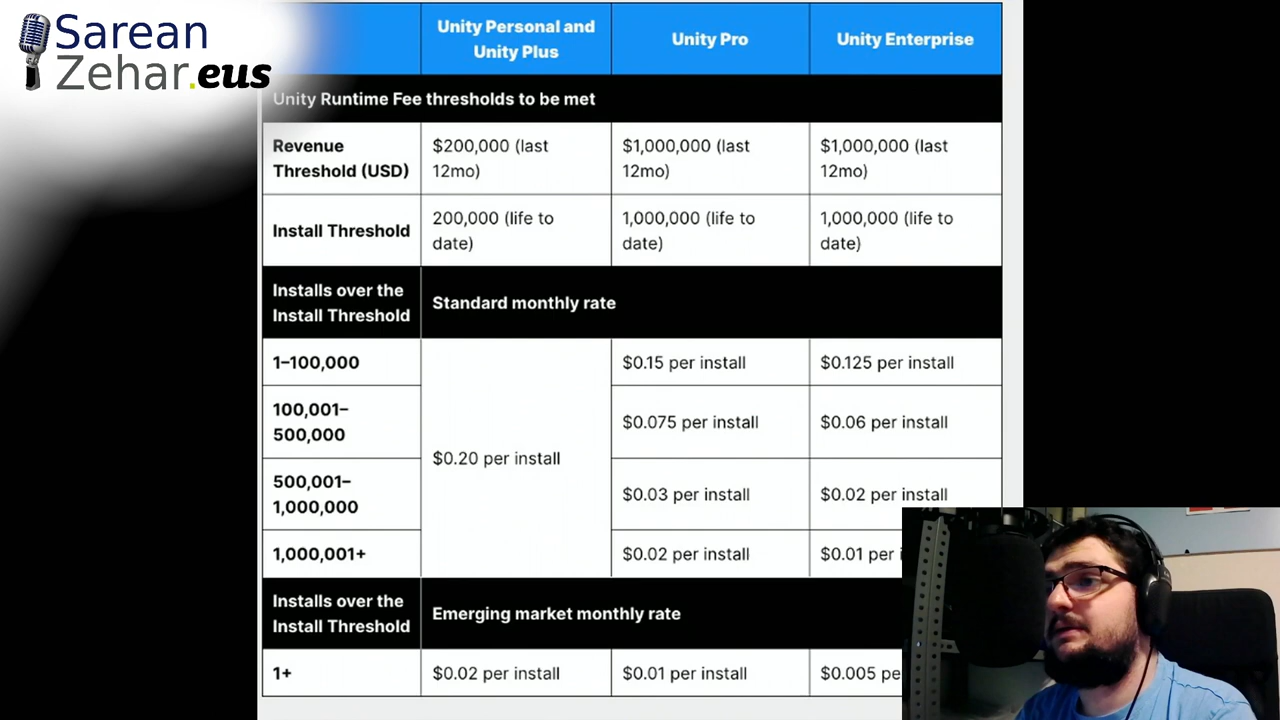 Sarean
Zehar.eus
Unity Personal and
Unity Plus
Unity Pro
Unity Enterprise
Unity Runtime Fee thresholds to be met
Revenue
Threshold (USD)
$200,000 (last
12mo)
$1,000,000 (last
12mo)
$1,000,000 (last
12mo)
Install Threshold
200,000 (life to
date)
1,000,000 (life to
date)
1,000,000 (life to
date)
Installs over the
Install Threshold
Standard monthly rate
1–100,000
$0.20 per install
$0.15 per install
$0.125 per install
100,001–
500,000
$0.075 per install
$0.06 per install
500,001–
1,000,000
$0.03 per install
$0.02 per install
1,000,001+
$0.02 per install
$0.01 per
Installs over the
Install Threshold
Emerging market monthly rate
1+
$0.02 per install
$0.01 per install
$0.005 pe